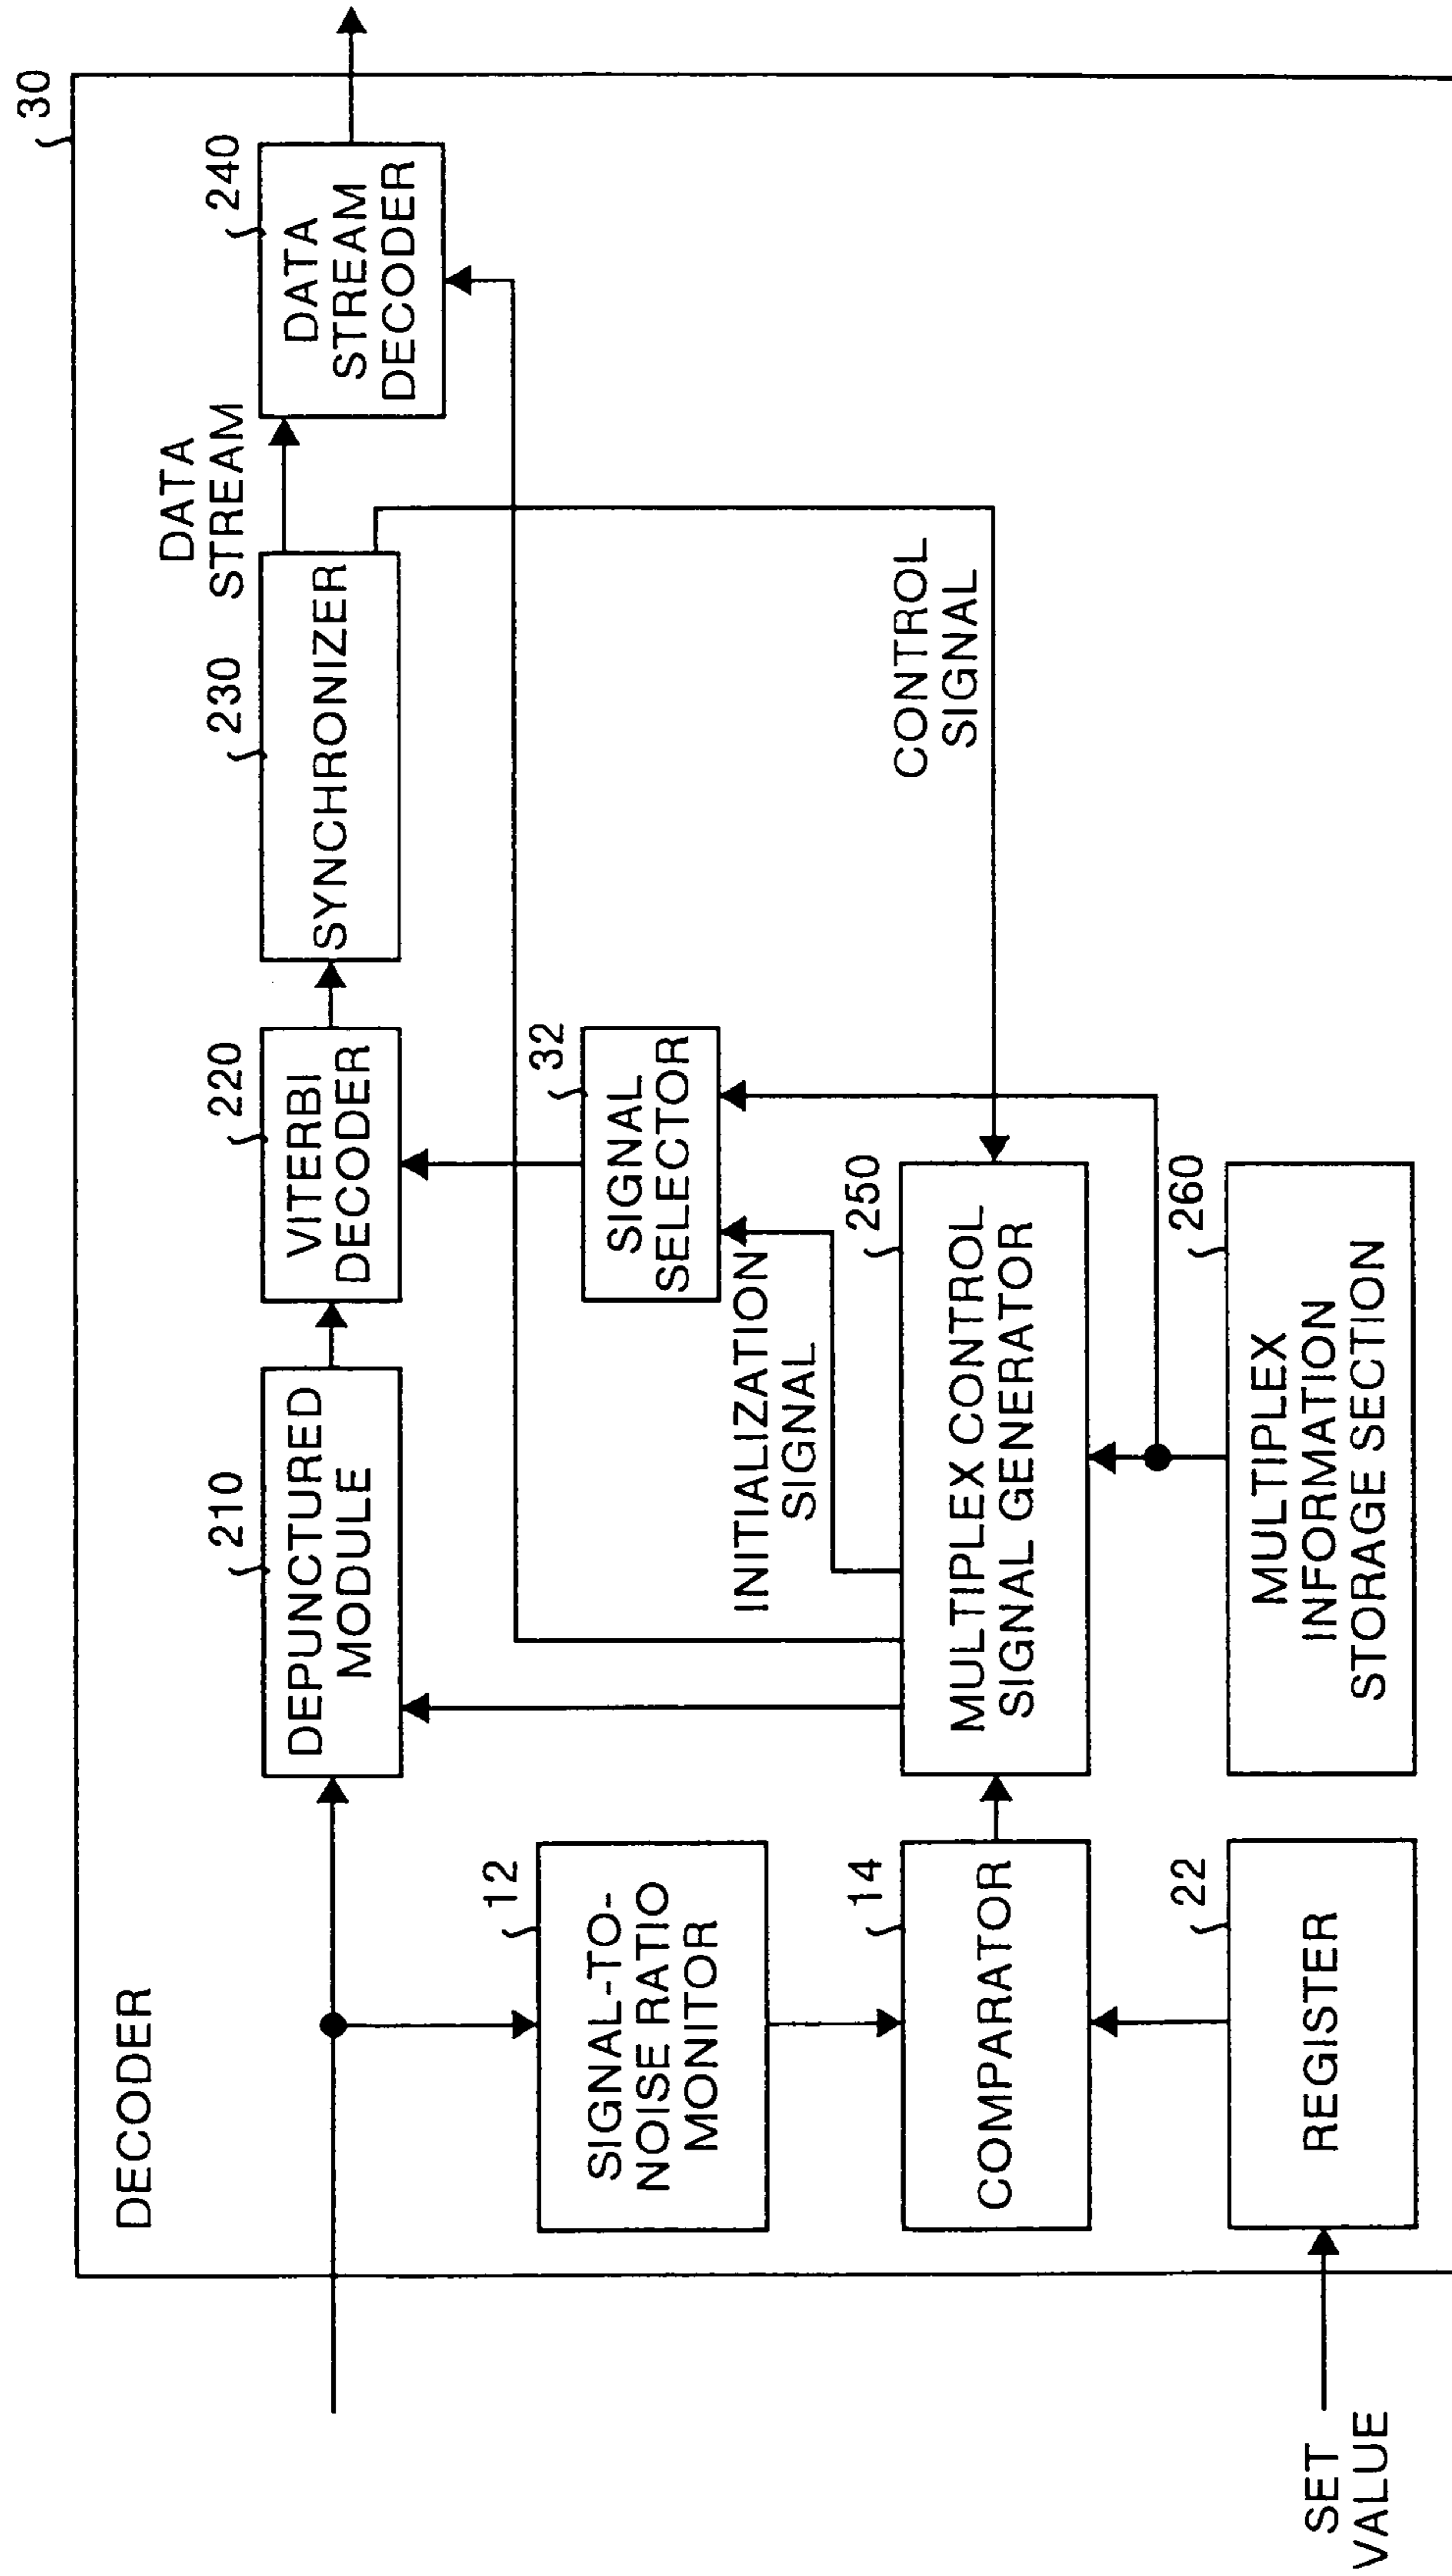 30
DECODER
DATA
STREAM
210
DEPUNCTURED
MODULE
220
VITERBI
DECODER
230
SYNCHRONIZER
240
DATA
STREAM
DECODER
12
SIGNAL-TO-
NOISE RATIO
MONITOR
32
SIGNAL
SELECTOR
INITIALIZATION
SIGNAL
CONTROL
SIGNAL
14
COMPARATOR
250
MULTIPLEX CONTROL
SIGNAL GENERATOR
22
REGISTER
260
MULTIPLEX
INFORMATION
STORAGE SECTION
SET
VALUE